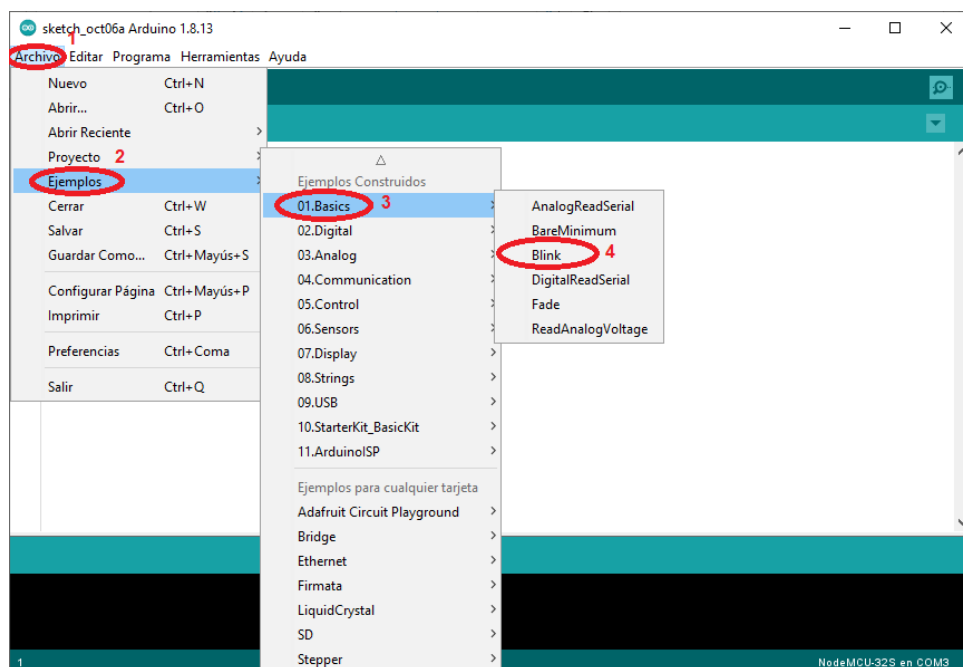 sketch_oct06a Arduino 1.8.13
1
Archivo Editar Programa Herramientas Ayuda
Nuevo Ctrl+N
Abrir... Ctrl+O
Abrir Reciente
Proyecto 2
Ejemplos
Cerrar Ctrl+W
Salvar Ctrl+S
Guardar Como... Ctrl+Mayús+S
Configurar Página Ctrl+Mayús+P
Imprimir Ctrl+P
Preferencias Ctrl+Coma
Salir Ctrl+Q
Ejemplos Construidos
01.Basics 3
02.Digital
03.Analog
04.Communication
05.Control
06.Sensors
07.Display
08.Strings
09.USB
10.StarterKit_BasicKit
11.ArduinoISP
Ejemplos para cualquier tarjeta
Adafruit Circuit Playground
Bridge
Ethernet
Firmata
LiquidCrystal
SD
Stepper
AnalogReadSerial
BareMinimum
Blink 4
DigitalReadSerial
Fade
ReadAnalogVoltage
1
NodeMCU-32S en COM3